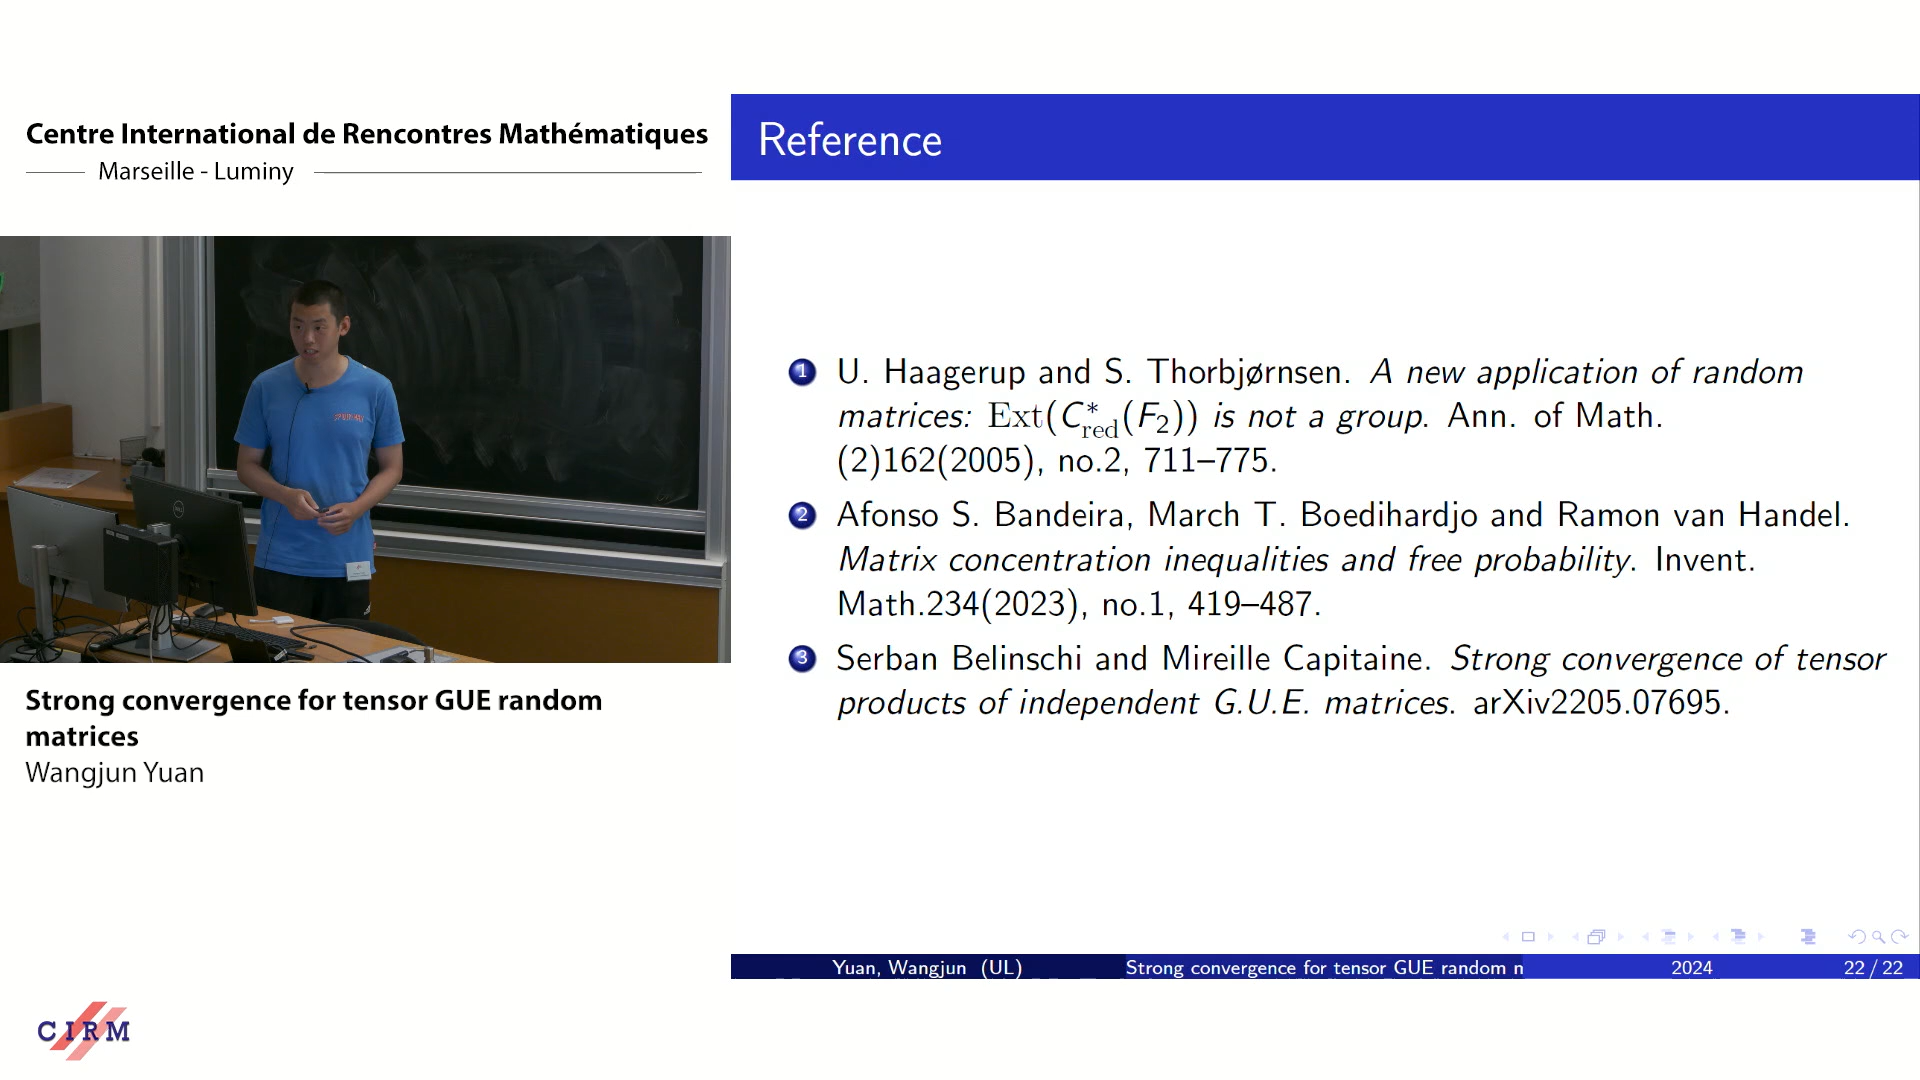 Centre International de Rencontres Mathématiques
Marseille - Luminy
Strong convergence for tensor GUE random
matrices
Wangjun Yuan
CIRM
Reference
1 U. Haagerup and S. Thorbjørnsen. A new application of random
matrices: Ext(C*red(F2)) is not a group. Ann. of Math.
(2)162(2005), no.2, 711–775.
2 Afonso S. Bandeira, March T. Boedihardjo and Ramon van Handel.
Matrix concentration inequalities and free probability. Invent.
Math.234(2023), no.1, 419–487.
3 Serban Belinschi and Mireille Capitaine. Strong convergence of tensor
products of independent G.U.E. matrices. arXiv2205.07695.
Yuan, Wangjun (UL) Strong convergence for tensor GUE random m 2024 22 / 22